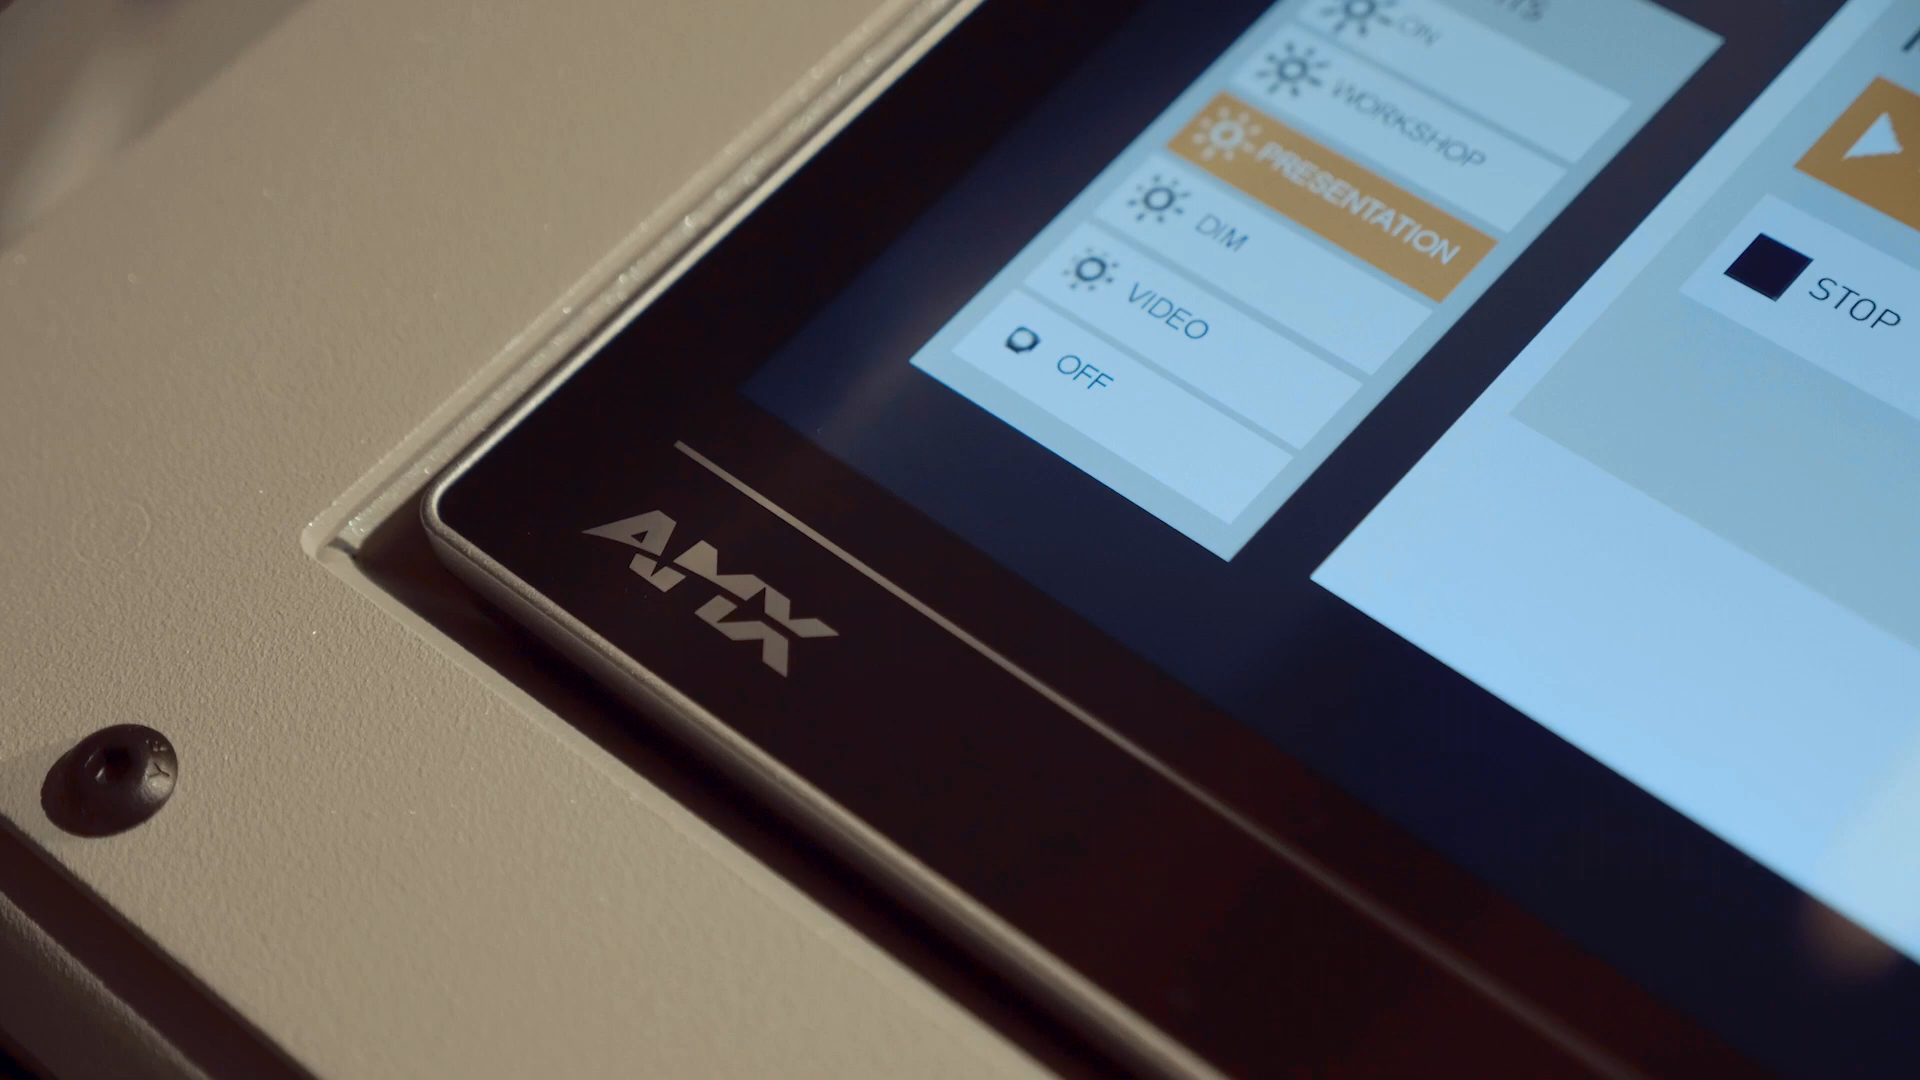 ON
WORKSHOP
PRESENTATION
DIM
VIDEO
OFF
STOP
AMX